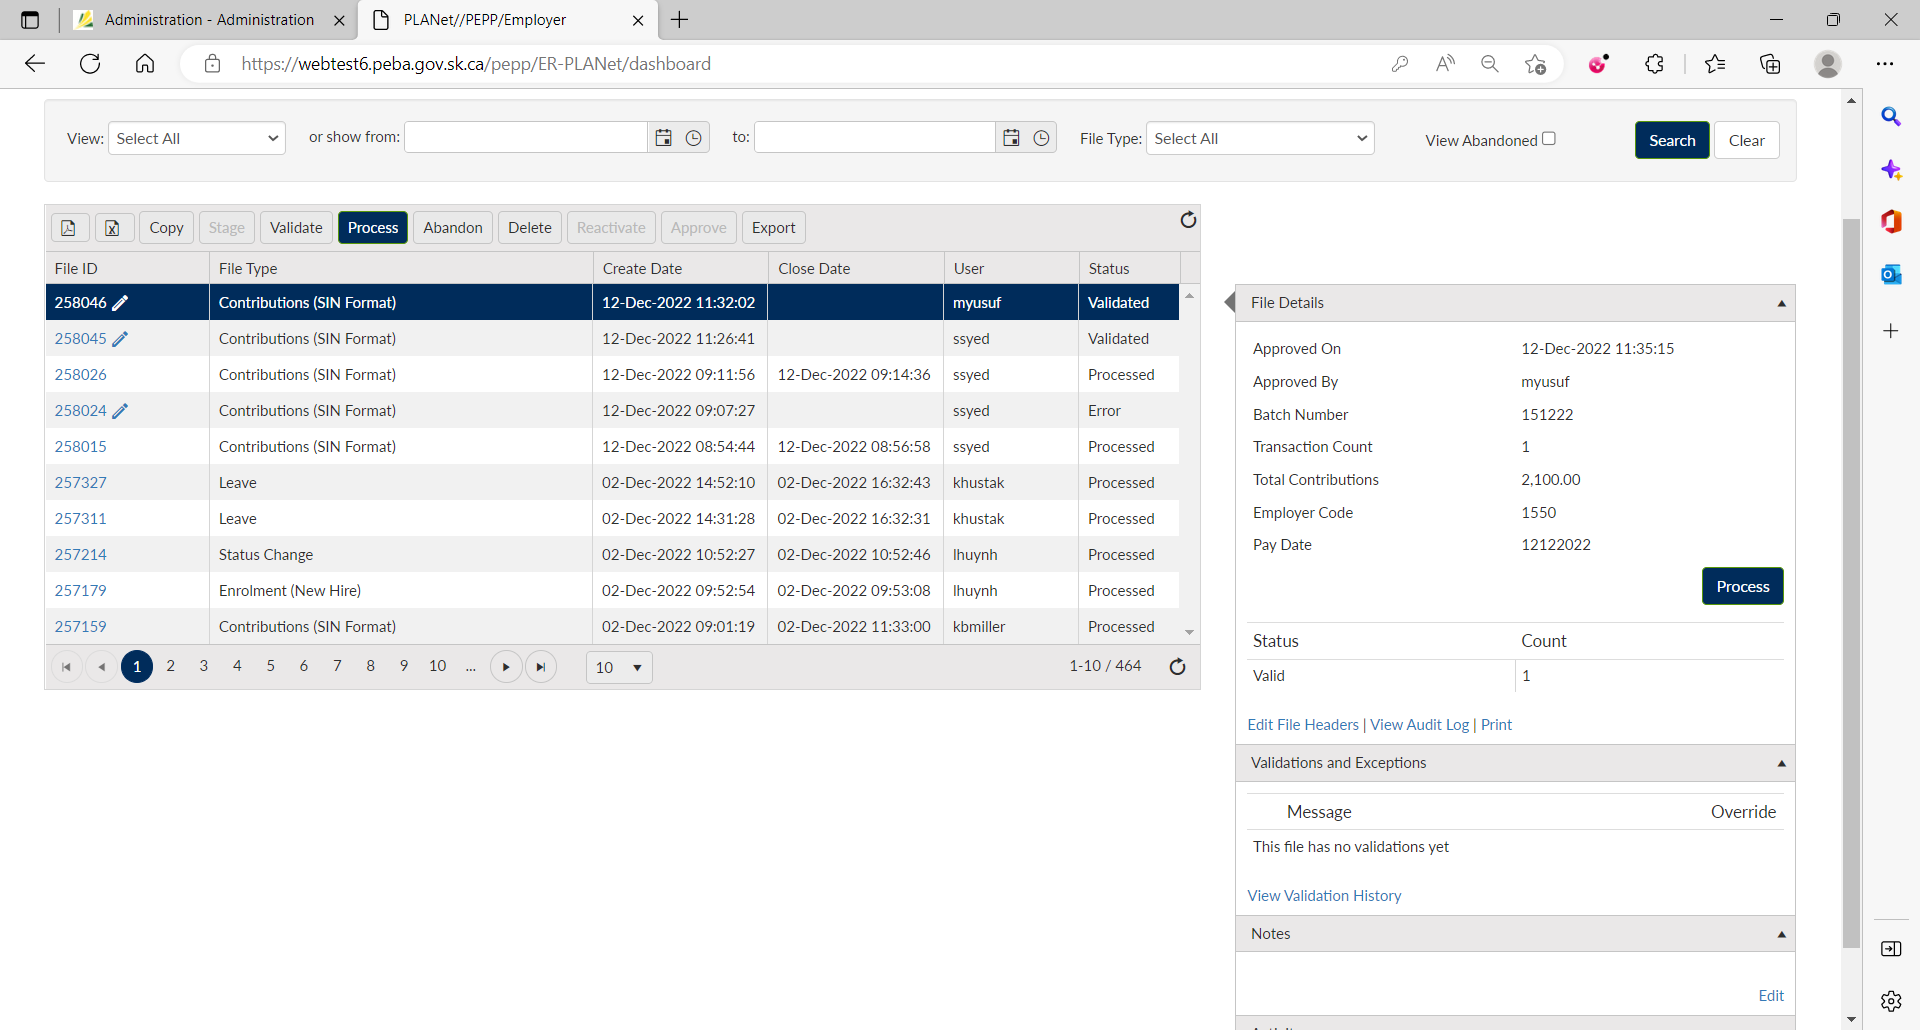 Administration - Administration
PLANet//PEPP/Employer
https://webtest6.peba.gov.sk.ca/pepp/ER-PLANet/dashboard
View: Select All or show from: to: File Type: Select All View Abandoned Search Clear
Copy Stage Validate Process Abandon Delete Reactivate Approve Export
File ID File Type Create Date Close Date User Status
258046 Contributions (SIN Format) 12-Dec-2022 11:32:02 myusuf Validated
258045 Contributions (SIN Format) 12-Dec-2022 11:26:41 ssyed Validated
258026 Contributions (SIN Format) 12-Dec-2022 09:11:56 12-Dec-2022 09:14:36 ssyed Processed
258024 Contributions (SIN Format) 12-Dec-2022 09:07:27 ssyed Error
258015 Contributions (SIN Format) 12-Dec-2022 08:54:44 12-Dec-2022 08:56:58 ssyed Processed
257327 Leave 02-Dec-2022 14:52:10 02-Dec-2022 16:32:43 khustak Processed
257311 Leave 02-Dec-2022 14:31:28 02-Dec-2022 16:32:31 khustak Processed
257214 Status Change 02-Dec-2022 10:52:27 02-Dec-2022 10:52:46 lhuynh Processed
257179 Enrolment (New Hire) 02-Dec-2022 09:52:54 02-Dec-2022 09:53:08 lhuynh Processed
257159 Contributions (SIN Format) 02-Dec-2022 09:01:19 02-Dec-2022 11:33:00 kbmiller Processed
1 2 3 4 5 6 7 8 9 10 ... 10 1-10 / 464
File Details
Approved On 12-Dec-2022 11:35:15
Approved By myusuf
Batch Number 151222
Transaction Count 1
Total Contributions 2,100.00
Employer Code 1550
Pay Date 12122022
Process
Status Count
Valid 1
Edit File Headers | View Audit Log | Print
Validations and Exceptions
Message Override
This file has no validations yet
View Validation History
Notes
Edit